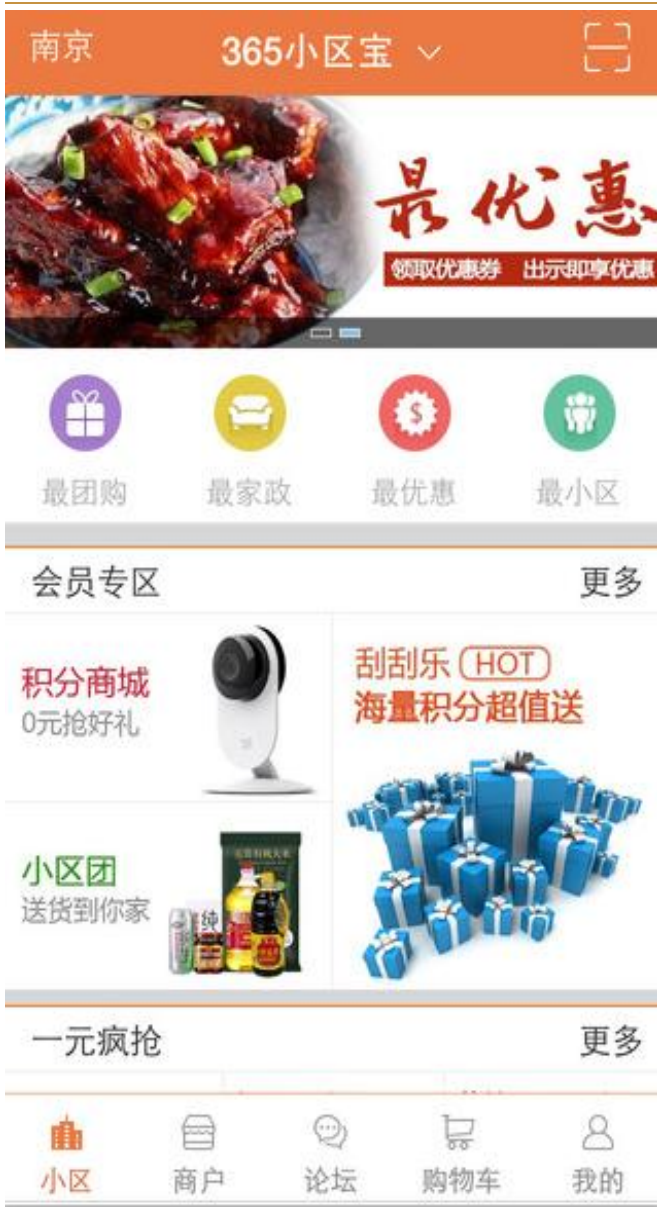 南京
365小区宝
最优惠
领取优惠券 出示即享优惠
最团购 最家政 最优惠 最小区
会员专区 更多
积分商城
0元抢好礼
刮刮乐 HOT
海量积分超值送
小区团
送货到你家
纯
一元疯抢 更多
小区 商户 论坛 购物车 我的